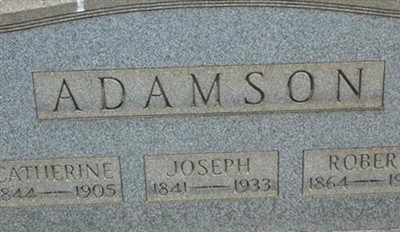 ADAMSON
CATHERINE
1844—1905
JOSEPH
1841—1933
ROBER
1864—19